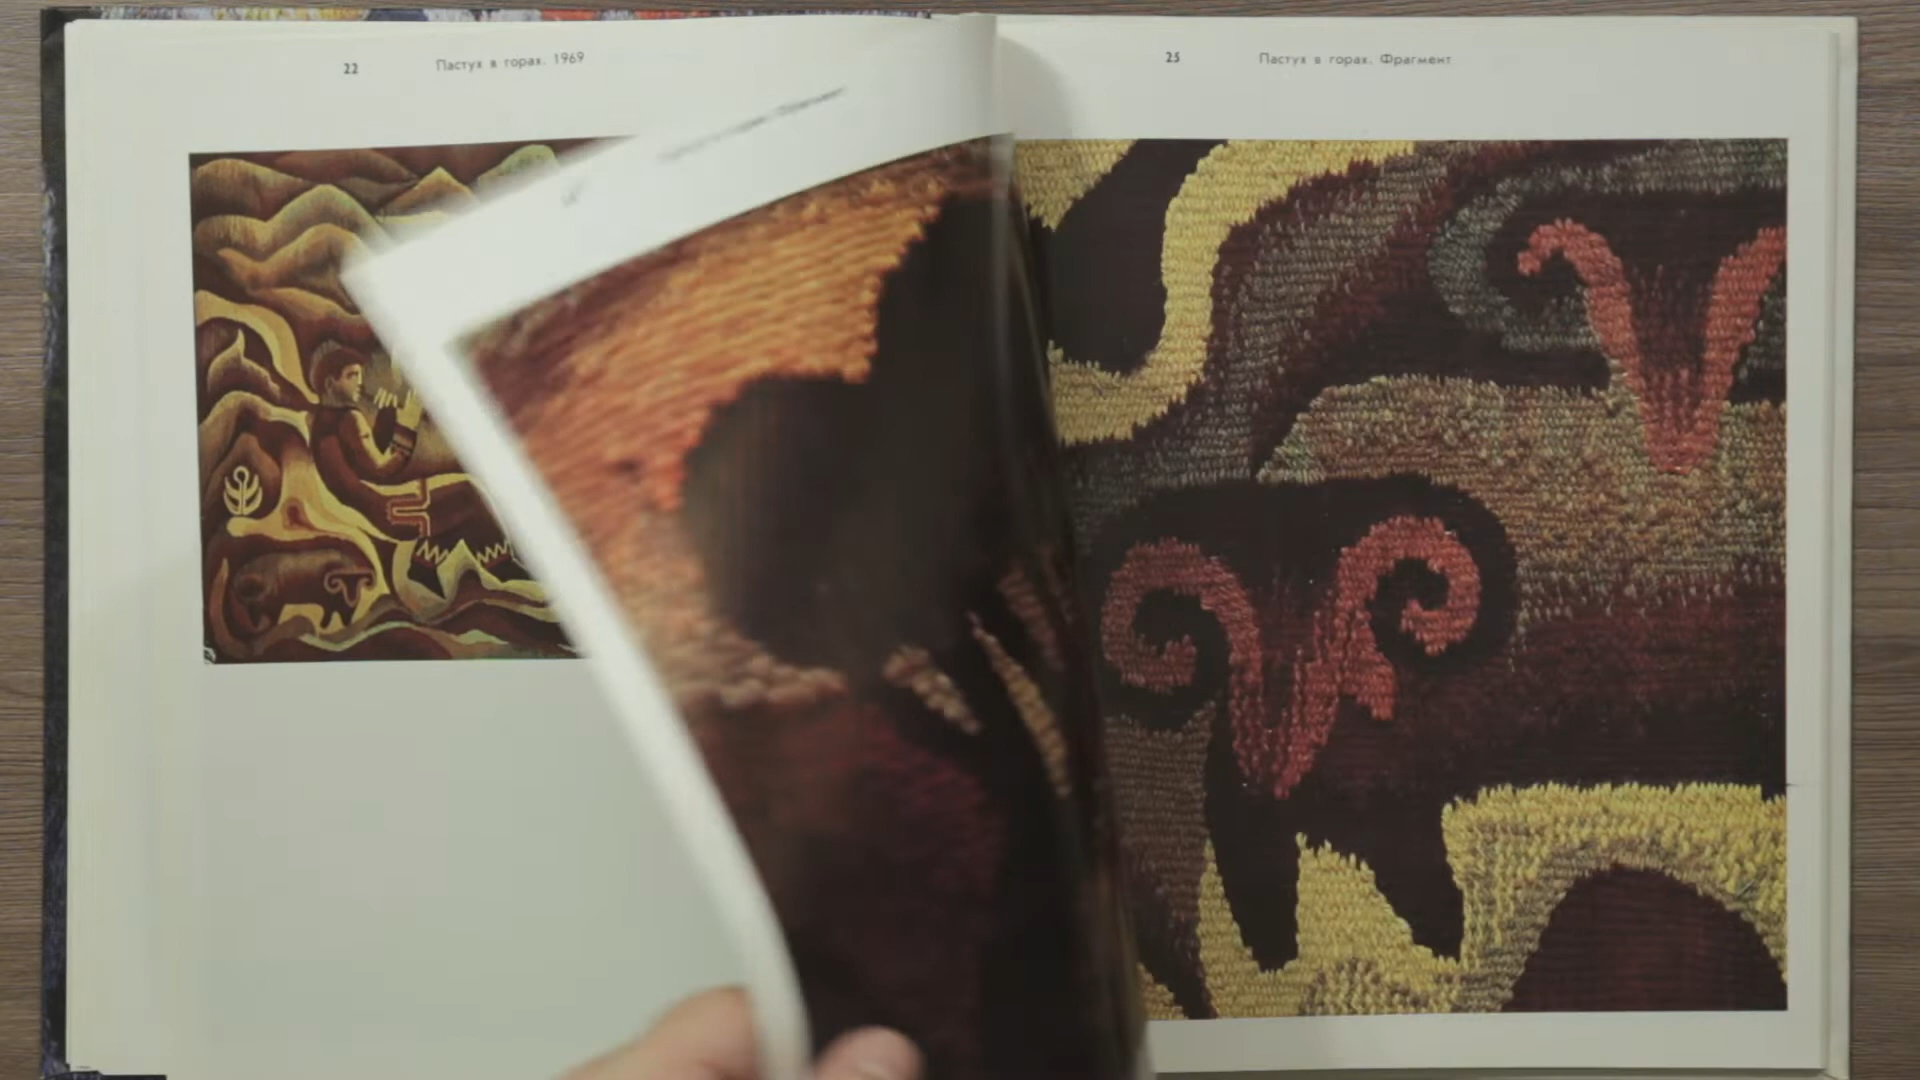 22 Пастух в горах. 1969
25 Пастух в горах. Фрагмент